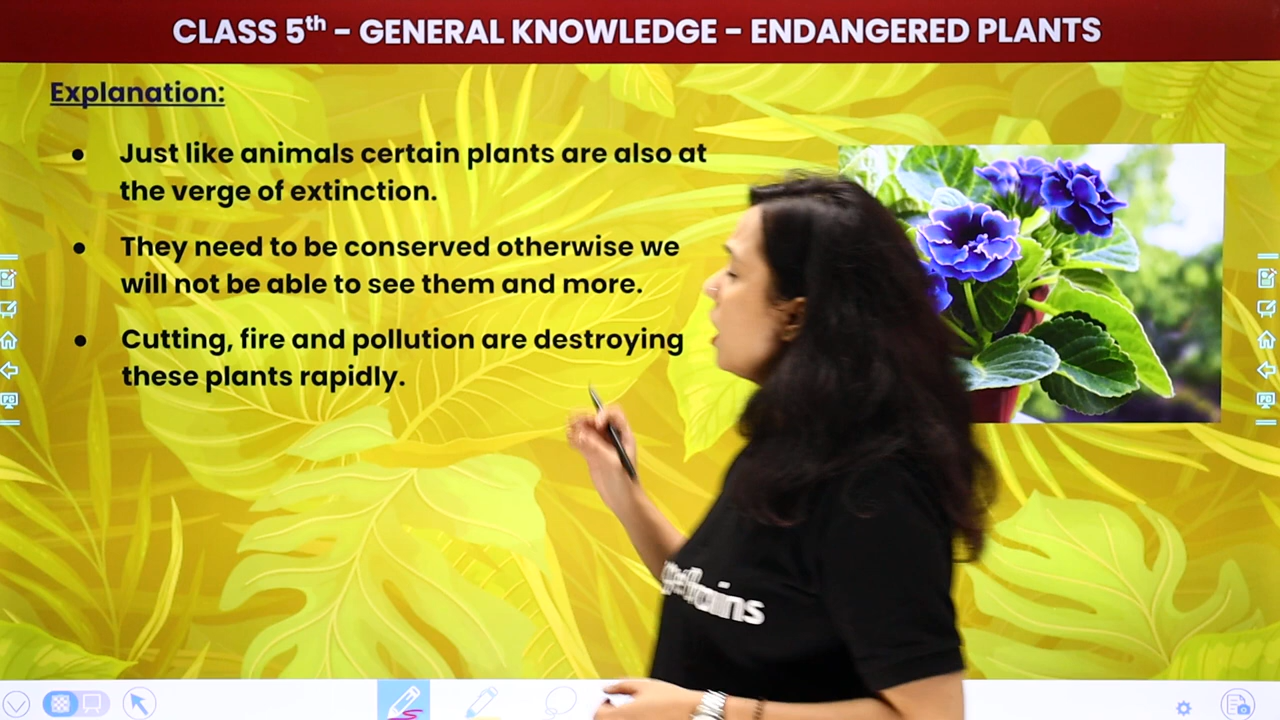 CLASS 5th - GENERAL KNOWLEDGE - ENDANGERED PLANTS
Explanation:
● Just like animals certain plants are also at
the verge of extinction.
● They need to be conserved otherwise we
will not be able to see them and more.
● Cutting, fire and pollution are destroying
these plants rapidly.